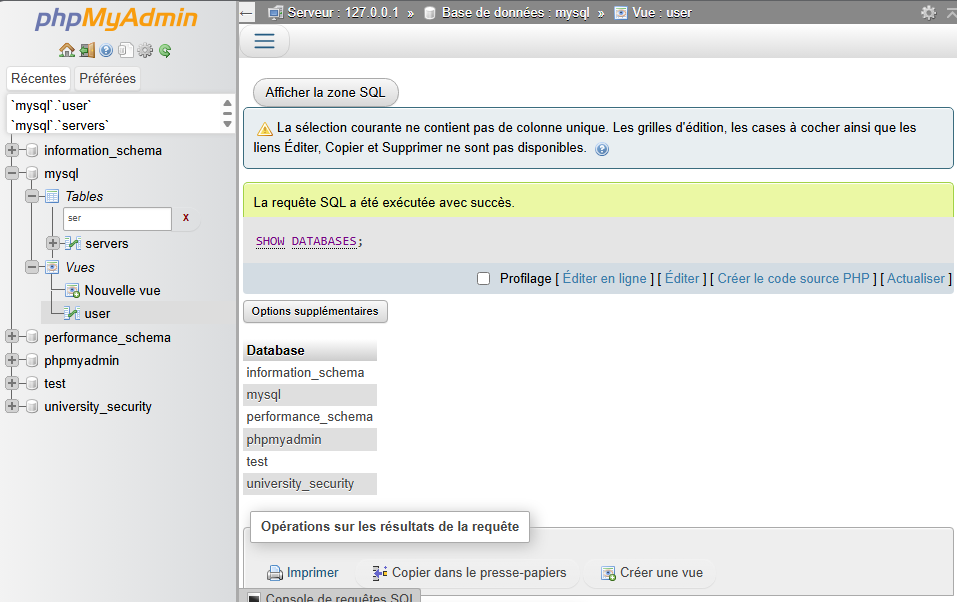 phpMyAdmin
Récentes Préférées
`mysql`.`user`
`mysql`.`servers`
information_schema
mysql
Tables
ser X
servers
Vues
Nouvelle vue
user
performance_schema
phpmyadmin
test
university_security
Serveur : 127.0.0.1 » Base de données : mysql » Vue : user
Afficher la zone SQL
La sélection courante ne contient pas de colonne unique. Les grilles d'édition, les cases à cocher ainsi que les
liens Éditer, Copier et Supprimer ne sont pas disponibles.
La requête SQL a été exécutée avec succès.
SHOW DATABASES;
Profilage [ Éditer en ligne ] [ Éditer ] [ Créer le code source PHP ] [ Actualiser ]
Options supplémentaires
Database
information_schema
mysql
performance_schema
phpmyadmin
test
university_security
Opérations sur les résultats de la requête
Imprimer Copier dans le presse-papiers Créer une vue
Console de requêtes SQL